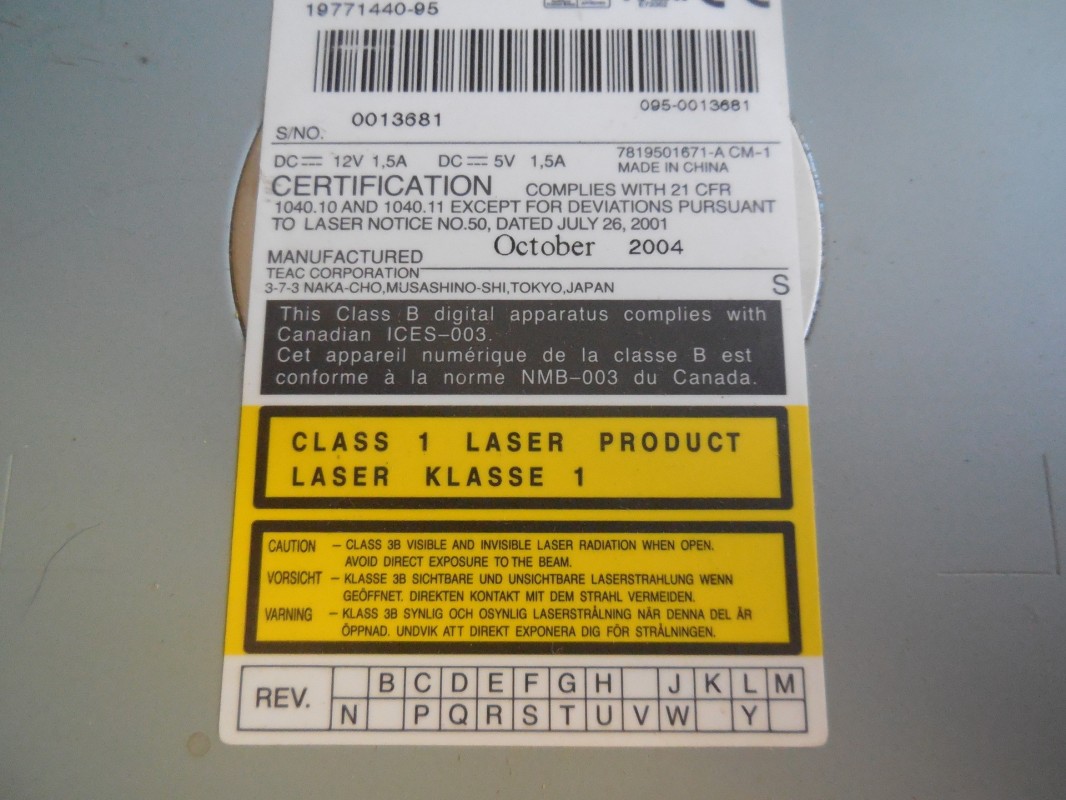 19771440-95
095-0013681
S/NO. 0013681
DC 12V 1,5A DC 5V 1,5A 7819501671-A CM-1
MADE IN CHINA
CERTIFICATION COMPLIES WITH 21 CFR
1040.10 AND 1040.11 EXCEPT FOR DEVIATIONS PURSUANT
TO LASER NOTICE NO.50, DATED JULY 26, 2001
MANUFACTURED October 2004
TEAC CORPORATION
3-7-3 NAKA-CHO,MUSASHINO-SHI,TOKYO,JAPAN S
This Class B digital apparatus complies with
Canadian ICES-003.
Cet appareil numérique de la classe B est
conforme à la norme NMB-003 du Canada.
CLASS 1 LASER PRODUCT
LASER KLASSE 1
CAUTION – CLASS 3B VISIBLE AND INVISIBLE LASER RADIATION WHEN OPEN.
AVOID DIRECT EXPOSURE TO THE BEAM.
VORSICHT – KLASSE 3B SICHTBARE UND UNSICHTBARE LASERSTRAHLUNG WENN
GEÖFFNET. DIREKTEN KONTAKT MIT DEM STRAHL VERMEIDEN.
VARNING – KLASS 3B SYNLIG OCH OSYNLIG LASERSTRÅLNING NÄR DENNA DEL ÄR
ÖPPNAD. UNDVIK ATT DIREKT EXPONERA DIG FÖR STRÅLNINGEN.
REV. B C D E F G H J K L M
N P Q R S T U V W Y